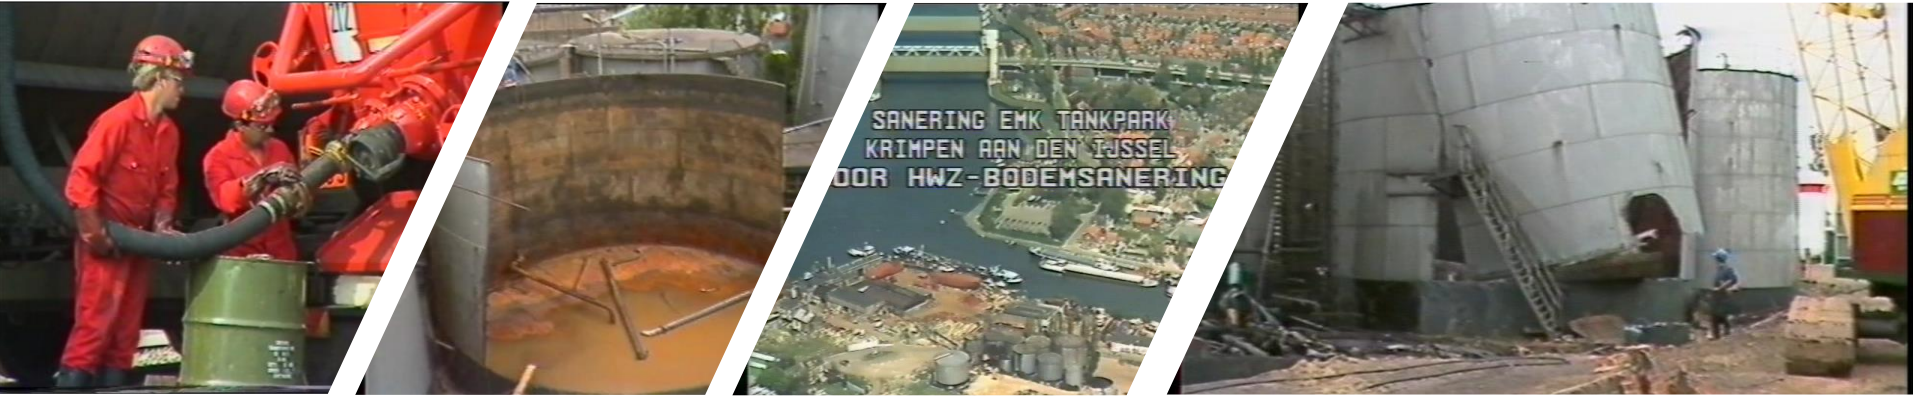 SANERING EMK TANKPARK
KRIMPEN AAN DEN IJSSEL
OOR HWZ-BODEMSANERING